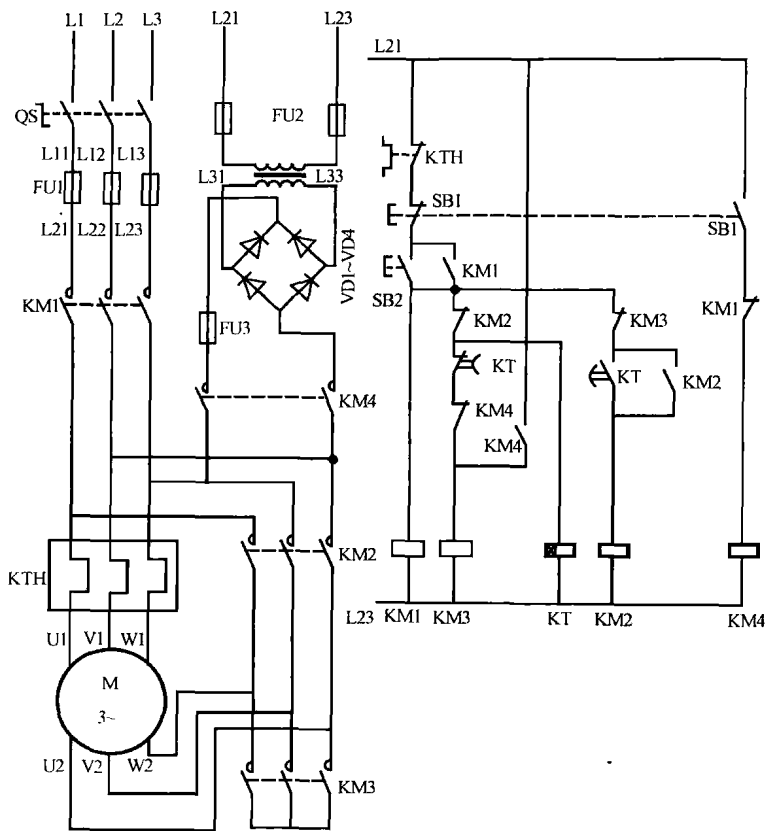 L1 L2 L3 L21 L23
L21
QS
FU2
L11 L12 L13
KTH
FU1
L31 L33
SB1
L21 L22 L23
VD1~VD4
SB1
KM1
SB2
KM1
FU3
KM2
KM3
KM1
KT
KT
KM2
KM4
KM4
KM4
KM2
KTH
L23 KM1 KM3 KT KM2 KM4
U1 V1 W1
M
3~
U2 V2 W2
KM3